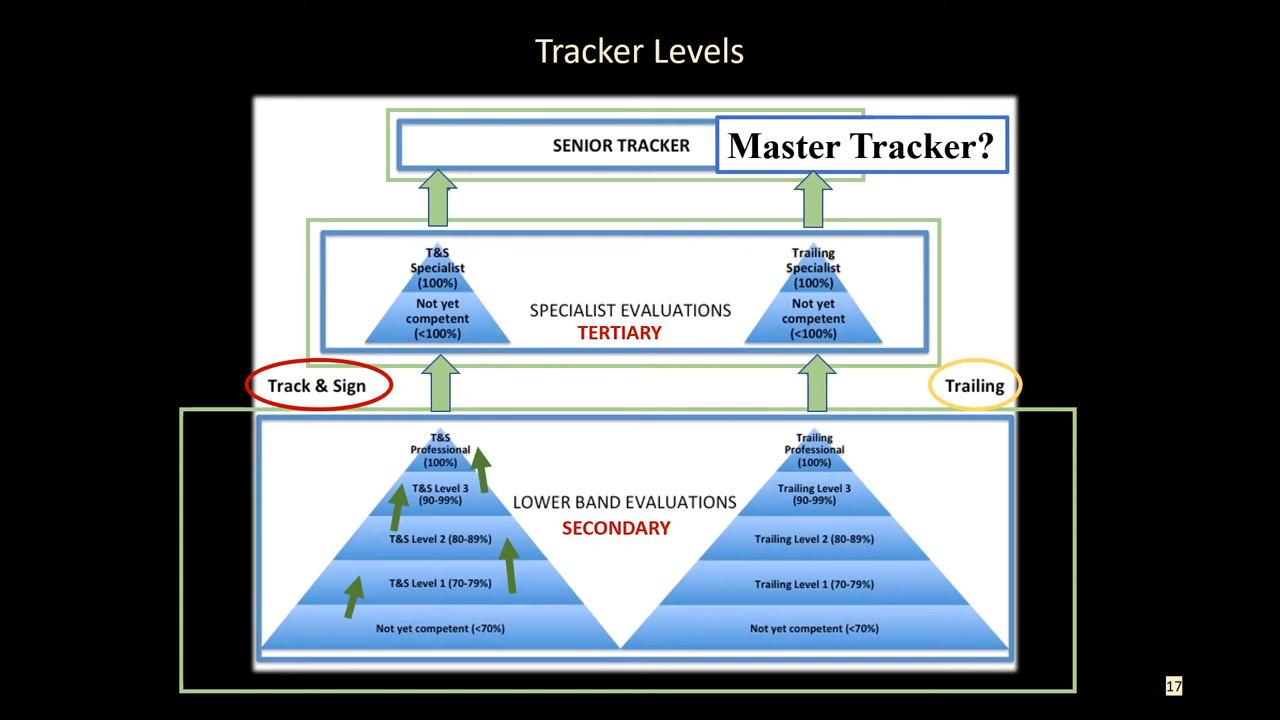 Tracker Levels
SENIOR TRACKER
Master Tracker?
T&S
Specialist
(100%)
Not yet
competent
(<100%)
SPECIALIST EVALUATIONS
TERTIARY
Trailing
Specialist
(100%)
Not yet
competent
(<100%)
Track & Sign
Trailing
T&S
Professional
(100%)
T&S Level 3
(90-99%)
T&S Level 2 (80-89%)
T&S Level 1 (70-79%)
Not yet competent (<70%)
LOWER BAND EVALUATIONS
SECONDARY
Trailing
Professional
(100%)
Trailing Level 3
(90-99%)
Trailing Level 2 (80-89%)
Trailing Level 1 (70-79%)
Not yet competent (<70%)
17